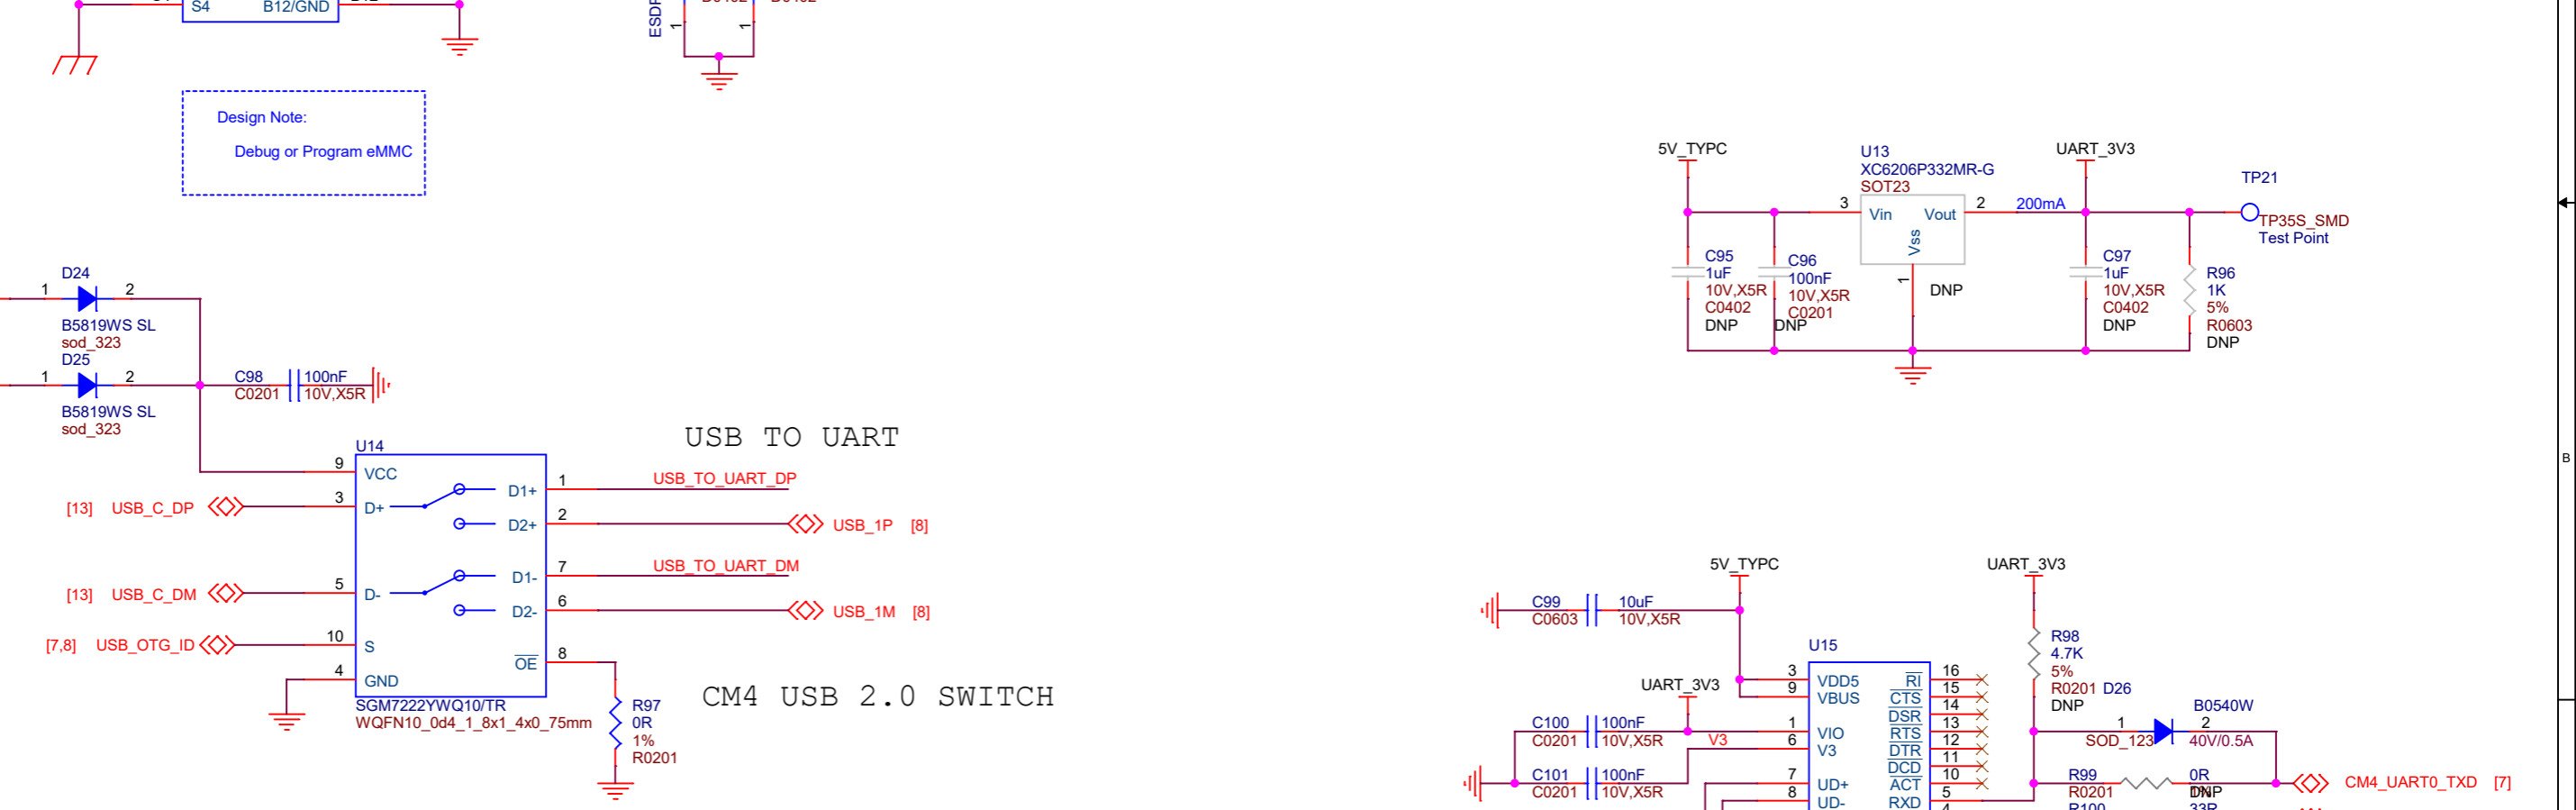 S4
B12/GND
ESDF
1
1
Design Note:
Debug or Program eMMC
5V_TYPC
U13
XC6206P332MR-G
SOT23
UART_3V3
TP21
3
Vin
Vout
2
200mA
Vss
1
DNP
TP35S_SMD
Test Point
C95
1uF
10V,X5R
C0402
DNP
C96
100nF
10V,X5R
C0201
DNP
C97
1uF
10V,X5R
C0402
DNP
R96
1K
5%
R0603
DNP
D24
1
2
B5819WS SL
sod_323
D25
1
2
B5819WS SL
sod_323
C98
C0201
100nF
10V,X5R
USB TO UART
U14
9
VCC
[13] USB_C_DP
3
D+
[13] USB_C_DM
5
D-
[7,8] USB_OTG_ID
10
S
4
GND
D1+
1
USB_TO_UART_DP
D2+
2
USB_1P [8]
D1-
7
USB_TO_UART_DM
D2-
6
USB_1M [8]
OE
8
SGM7222YWQ10/TR
WQFN10_0d4_1_8x1_4x0_75mm
R97
0R
1%
R0201
CM4 USB 2.0 SWITCH
5V_TYPC
UART_3V3
C99
C0603
10uF
10V,X5R
U15
UART_3V3
C100
C0201
100nF
10V,X5R
V3
C101
C0201
100nF
10V,X5R
3
VDD5
9
VBUS
1
VIO
6
V3
7
UD+
8
UD-
RI
16
CTS
15
DSR
14
RTS
13
DTR
12
DCD
11
ACT
10
RXD
5
R98
4.7K
5%
R0201
DNP
D26
1
SOD_123
B0540W
2
40V/0.5A
R99
R0201
0R
DNP
CM4_UART0_TXD [7]
R100
33R
B